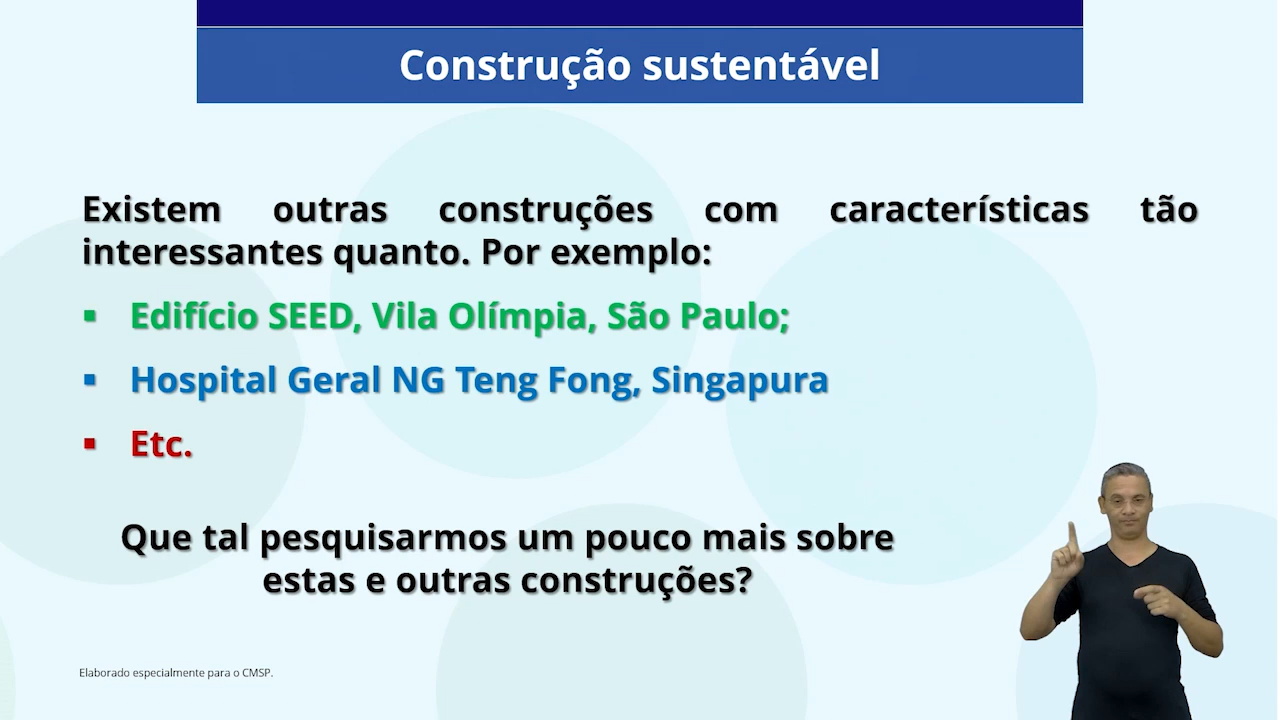 Construção sustentável
Existem outras construções com características tão
interessantes quanto. Por exemplo:
▪ Edifício SEED, Vila Olímpia, São Paulo;
▪ Hospital Geral NG Teng Fong, Singapura
▪ Etc.
Que tal pesquisarmos um pouco mais sobre
estas e outras construções?
Elaborado especialmente para o CMSP.